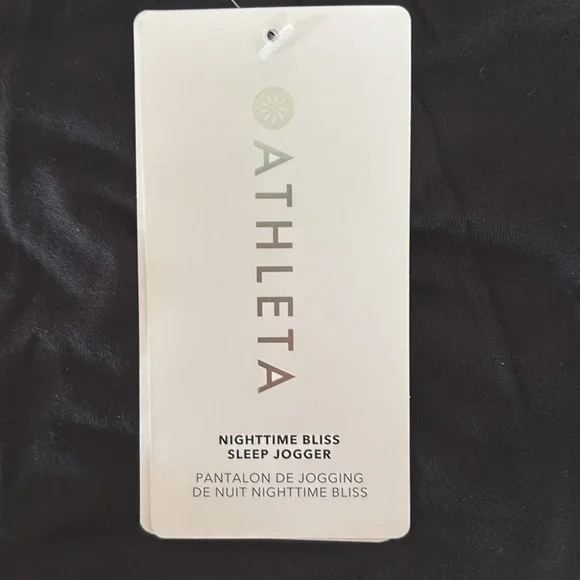 ATHLETA
NIGHTTIME BLISS
SLEEP JOGGER
PANTALON DE JOGGING
DE NUIT NIGHTTIME BLISS